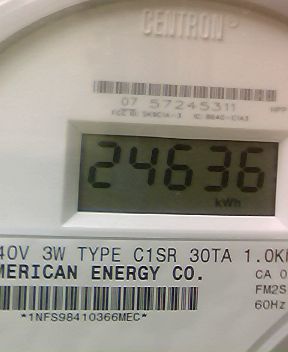 CENTRON®
07 57245311
24636
kWh
40V 3W TYPE C1SR 30TA 1.0K
MERICAN ENERGY CO.
CA 0
FM2S
60Hz
*1NFS98410366MEC*